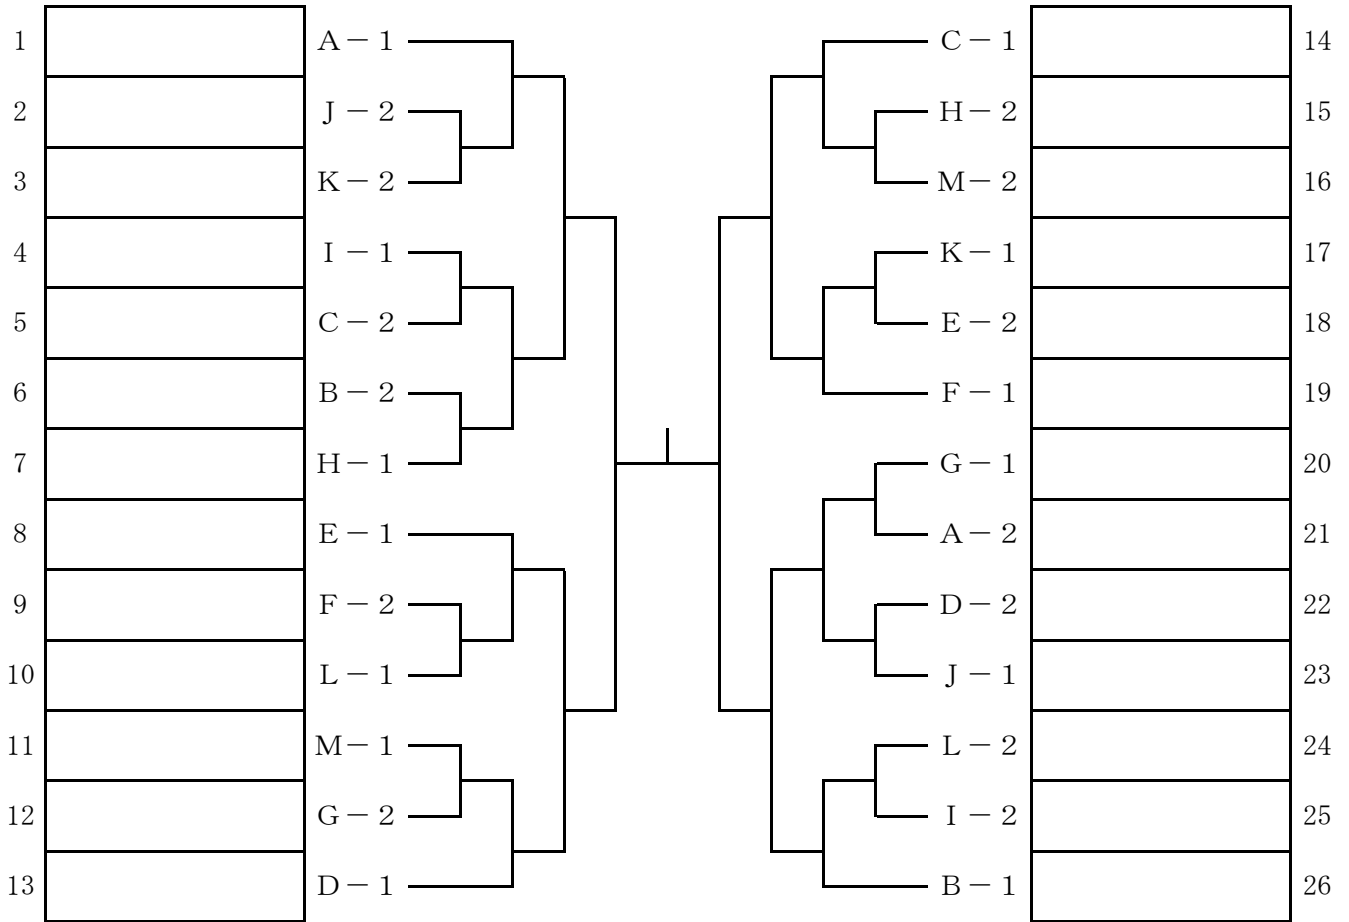 1 A－1 C－1 14
2 J－2 H－2 15
3 K－2 M－2 16
4 I－1 K－1 17
5 C－2 E－2 18
6 B－2 F－1 19
7 H－1 G－1 20
8 E－1 A－2 21
9 F－2 D－2 22
10 L－1 J－1 23
11 M－1 L－2 24
12 G－2 I－2 25
13 D－1 B－1 26